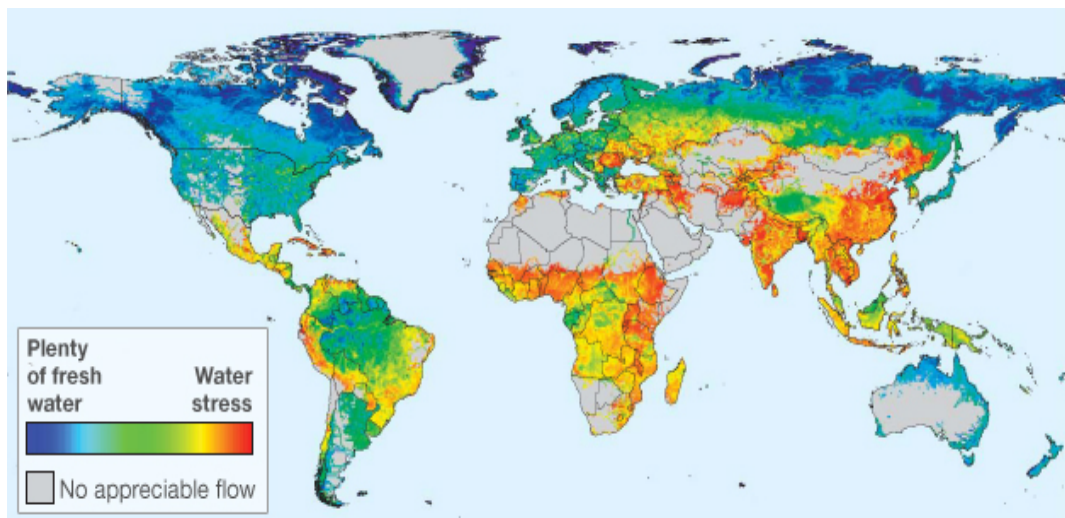 Plenty
of fresh
water
Water
stress
No appreciable flow